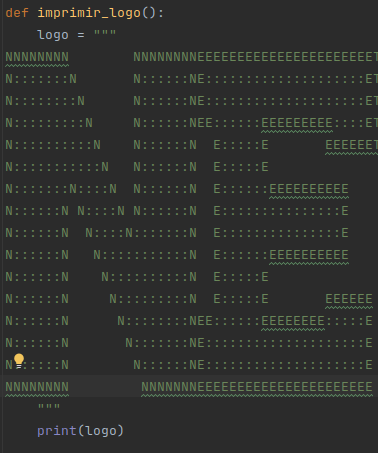 def imprimir_logo():
    logo = """
NNNNNNNN        NNNNNNNNEEEEEEEEEEEEEEEEEEEEEET
N:::::::N       N::::::NE::::::::::::::::::::ET
N::::::::N      N::::::NE::::::::::::::::::::ET
N:::::::::N     N::::::NEE::::::EEEEEEEEE::::ET
N::::::::::N    N::::::N  E:::::E       EEEEEET
N:::::::::::N   N::::::N  E:::::E
N:::::::N::::N  N::::::N  E::::::EEEEEEEEEE
N::::::N N::::N N::::::N  E:::::::::::::::E
N::::::N  N::::N:::::::N  E:::::::::::::::E
N::::::N   N:::::::::::N  E::::::EEEEEEEEEE
N::::::N    N::::::::::N  E:::::E
N::::::N     N:::::::::N  E:::::E       EEEEEE
N::::::N      N::::::::NEE::::::EEEEEEEE:::::E
N::::::N       N:::::::NE::::::::::::::::::::E
N::::::N        N::::::NE::::::::::::::::::::E
NNNNNNNN         NNNNNNNEEEEEEEEEEEEEEEEEEEEEE
    """
    print(logo)